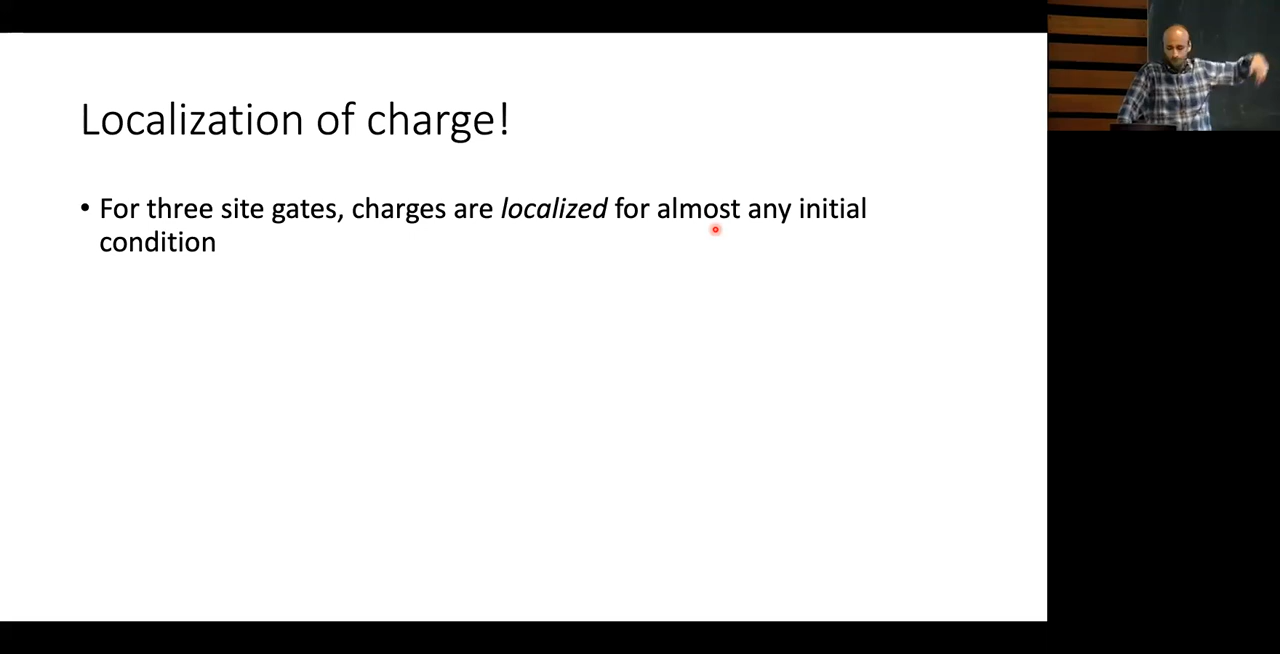 Localization of charge!
• For three site gates, charges are localized for almost any initial
condition